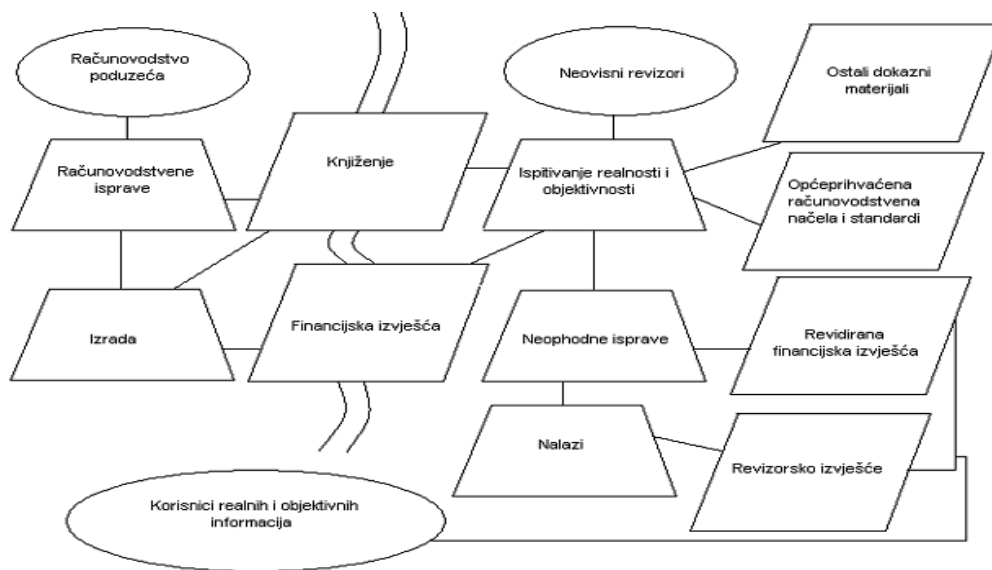 Računovodstvo
poduzeća
Neovisni revizori
Ostali dokazni
materijali
Računovodstvene
isprave
Knjiženje
Ispitivanje realnosti i
objektivnosti
Općeprihvaćena
računovodstvena
načela i standardi
Izrada
Financijska izvješća
Neophodne isprave
Revidirana
financijska izvješća
Nalazi
Revizorsko izvješće
Korisnici realnih i objektivnih
informacija